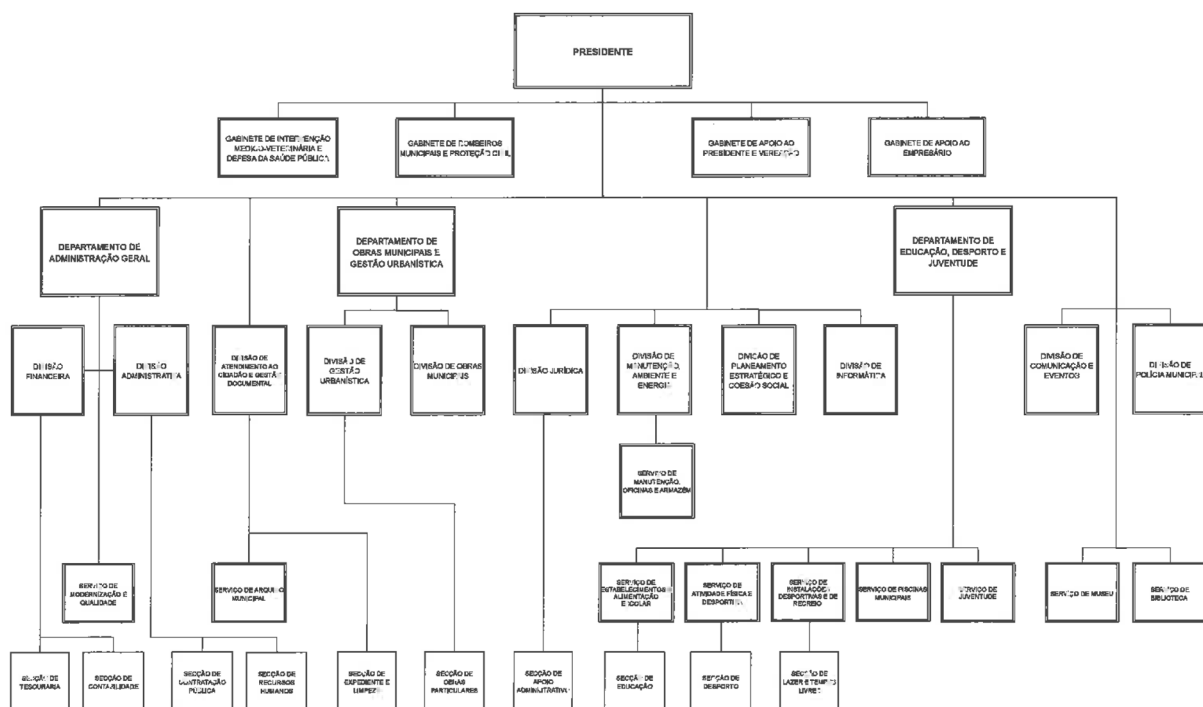 PRESIDENTE
GABINETE DE INTERVENÇÃO
MÉDICO-VETERINÁRIA E
DEFESA DA SAÚDE PÚBLICA
GABINETE DE BOMBEIROS
MUNICIPAIS E PROTEÇÃO CIVIL
GABINETE DE APOIO AO
PRESIDENTE E VEREAÇÃO
GABINETE DE APOIO AO
EMPRESÁRIO
DEPARTAMENTO DE
ADMINISTRAÇÃO GERAL
DEPARTAMENTO DE
OBRAS MUNICIPAIS E
GESTÃO URBANÍSTICA
DEPARTAMENTO DE
EDUCAÇÃO, DESPORTO E
JUVENTUDE
DIVISÃO
FINANCEIRA
DIVISÃO
ADMINISTRATIVA
DIVISÃO DE
ATENDIMENTO AO
CIDADÃO E GESTÃO
DOCUMENTAL
DIVISÃO DE
GESTÃO
URBANÍSTICA
DIVISÃO DE OBRAS
MUNICIPAIS
DIVISÃO JURÍDICA
DIVISÃO DE
MANUTENÇÃO,
AMBIENTE E
ENERGIA
DIVISÃO DE
PLANEAMENTO
ESTRATÉGICO E
COESÃO SOCIAL
DIVISÃO DE
INFORMÁTICA
DIVISÃO DE
COMUNICAÇÃO E
EVENTOS
DIVISÃO DE
POLÍCIA MUNICIPAL
SERVIÇO DE
MANUTENÇÃO,
OFICINAS E ARMAZÉM
SERVIÇO DE
MODERNIZAÇÃO E
QUALIDADE
SERVIÇO DE ARQUIVO
MUNICIPAL
SERVIÇO DE
ESTABELECIMENTOS E
ALIMENTAÇÃO
ESCOLAR
SERVIÇO DE
ATIVIDADE FÍSICA E
DESPORTIVA
SERVIÇO DE
INSTALAÇÕES
DESPORTIVAS E DE
RECREIO
SERVIÇO DE PISCINAS
MUNICIPAIS
SERVIÇO DE
JUVENTUDE
SERVIÇO DE MUSEU
SERVIÇO DE
BIBLIOTECA
SECÇÃO DE
TESOURARIA
SECÇÃO DE
CONTABILIDADE
SECÇÃO DE
CONTRATAÇÃO
PÚBLICA
SECÇÃO DE
RECURSOS
HUMANOS
SECÇÃO DE
EXPEDIENTE E
LIMPEZA
SECÇÃO DE
OBRAS
PARTICULARES
SECÇÃO DE
APOIO
ADMINISTRATIVO
SECÇÃO DE
EDUCAÇÃO
SECÇÃO DE
DESPORTO
SECÇÃO DE
LAZER E TEMPOS
LIVRES